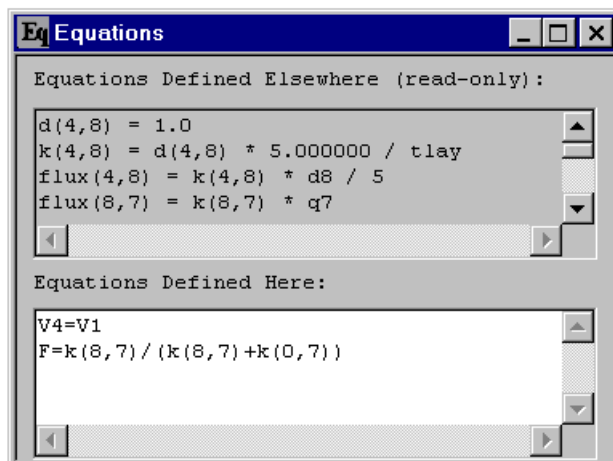 Eq Equations
Equations Defined Elsewhere (read-only):
d(4,8) = 1.0
k(4,8) = d(4,8) * 5.000000 / tlay
flux(4,8) = k(4,8) * d8 / 5
flux(8,7) = k(8,7) * q7
Equations Defined Here:
V4=V1
F=k(8,7)/(k(8,7)+k(0,7))